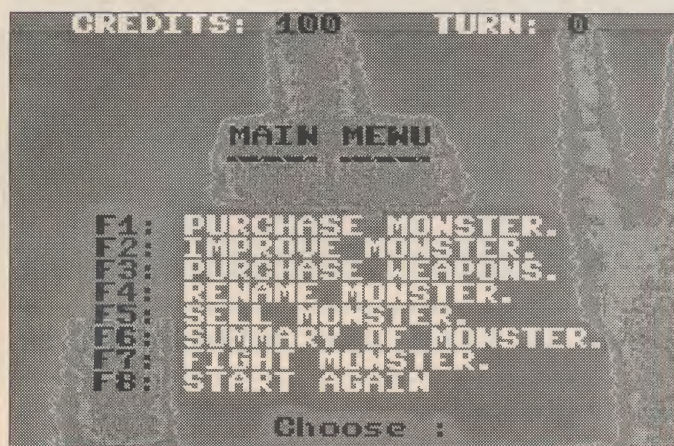 CREDITS: 100 TURN: 0
MAIN MENU
F1: PURCHASE MONSTER.
F2: IMPROVE MONSTER.
F3: PURCHASE WEAPONS.
F4: RENAME MONSTER.
F5: SELL MONSTER.
F6: SUMMARY OF MONSTER.
F7: FIGHT MONSTER.
F8: START AGAIN
Choose :